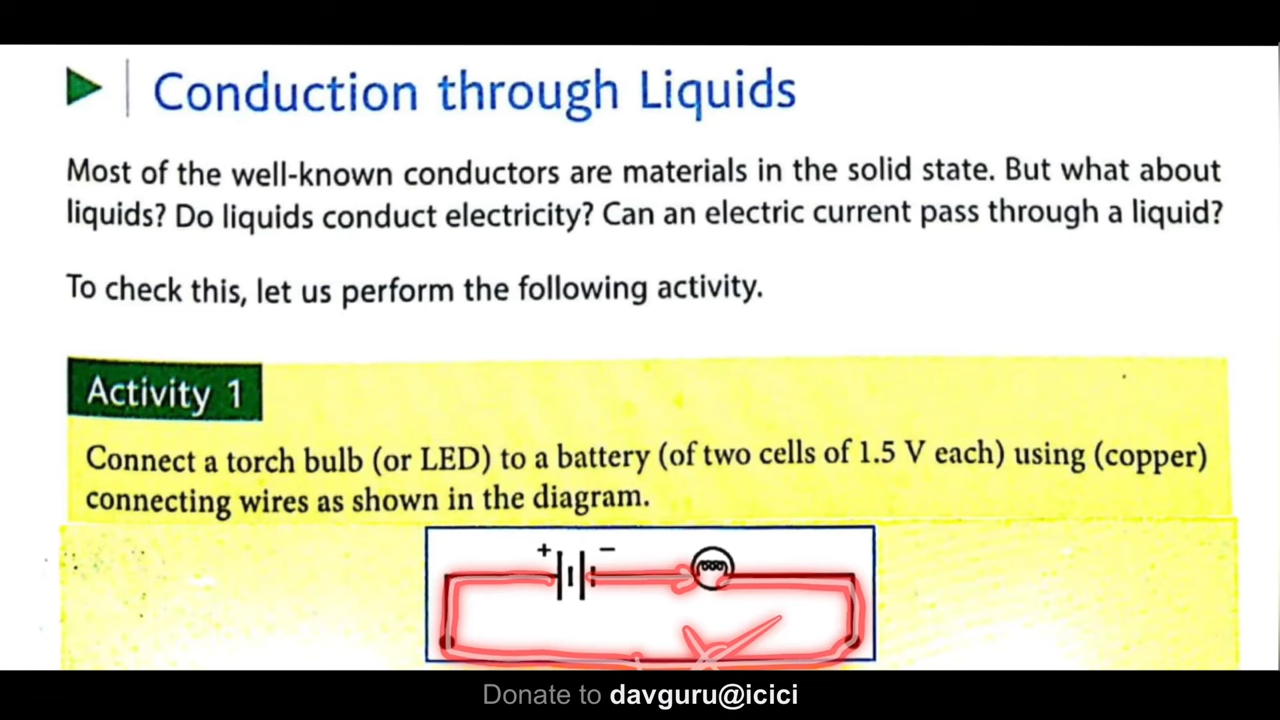 Conduction through Liquids
Most of the well-known conductors are materials in the solid state. But what about
liquids? Do liquids conduct electricity? Can an electric current pass through a liquid?
To check this, let us perform the following activity.
Activity 1
Connect a torch bulb (or LED) to a battery (of two cells of 1.5 V each) using (copper)
connecting wires as shown in the diagram.
+ −
Donate to davguru@icici